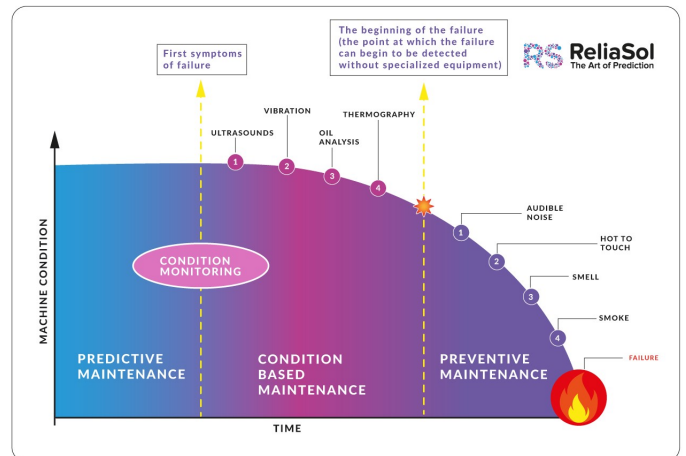 The beginning of the failure
(the point at which the failure
can begin to be detected
without specialized equipment)
First symptoms
of failure
RS ReliaSol
The Art of Prediction
ULTRASOUNDS
VIBRATION
OIL
ANALYSIS
THERMOGRAPHY
1
2
3
4
AUDIBLE
NOISE
HOT TO
TOUCH
SMELL
SMOKE
FAILURE
1
2
3
4
MACHINE CONDITION
CONDITION
MONITORING
PREDICTIVE
MAINTENANCE
CONDITION
BASED
MAINTENANCE
PREVENTIVE
MAINTENANCE
TIME